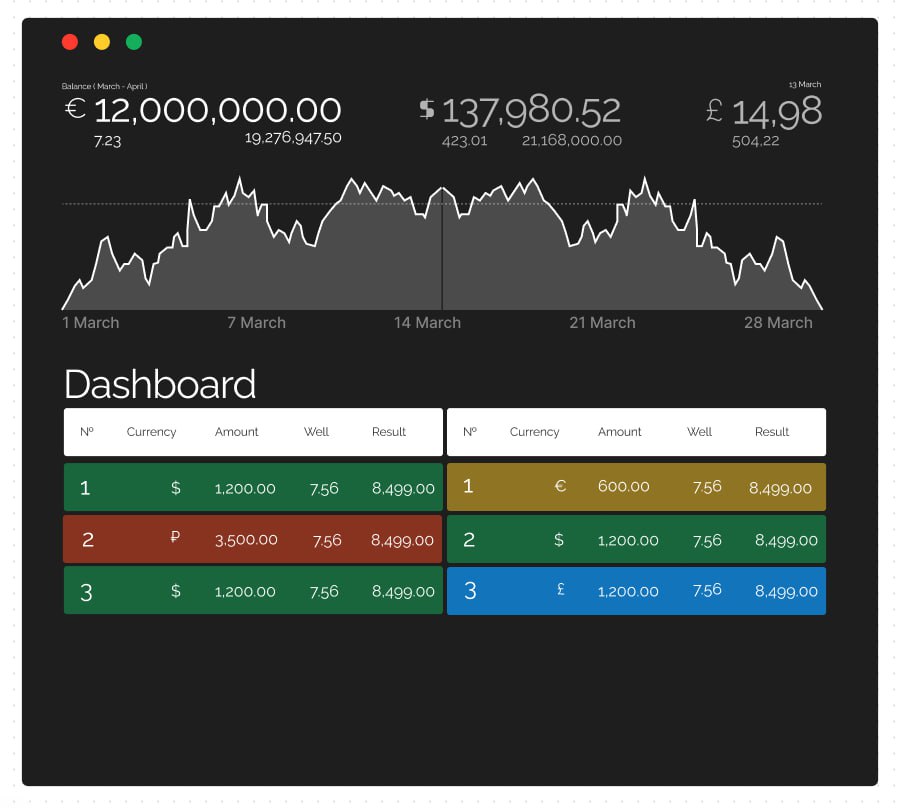 Balance ( March - April )
13 March
€ 12,000,000.00 $ 137,980.52 £ 14,98
7.23 19,276,947.50 423.01 21,168,000.00 504,22
1 March 7 March 14 March 21 March 28 March
Dashboard
Nº Currency Amount Well Result Nº Currency Amount Well Result
1 $ 1,200.00 7.56 8,499.00 1 € 600.00 7.56 8,499.00
2 ₽ 3,500.00 7.56 8,499.00 2 $ 1,200.00 7.56 8,499.00
3 $ 1,200.00 7.56 8,499.00 3 £ 1,200.00 7.56 8,499.00